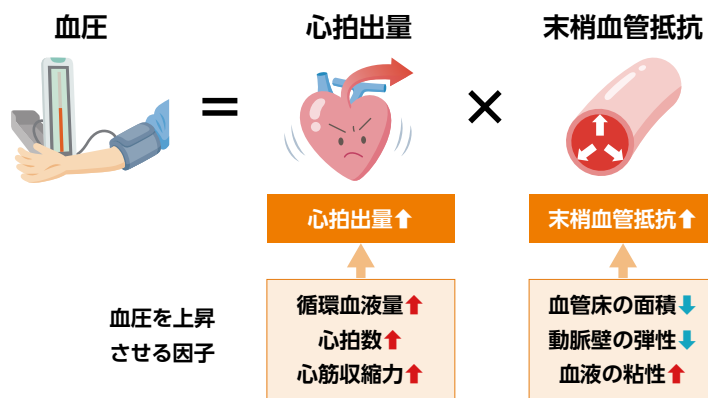 血圧
＝
心拍出量
×
末梢血管抵抗
心拍出量⬆
末梢血管抵抗⬆
血圧を上昇
させる因子
循環血液量⬆
心拍数⬆
心筋収縮力⬆
血管床の面積⬇
動脈壁の弾性⬇
血液の粘性⬆